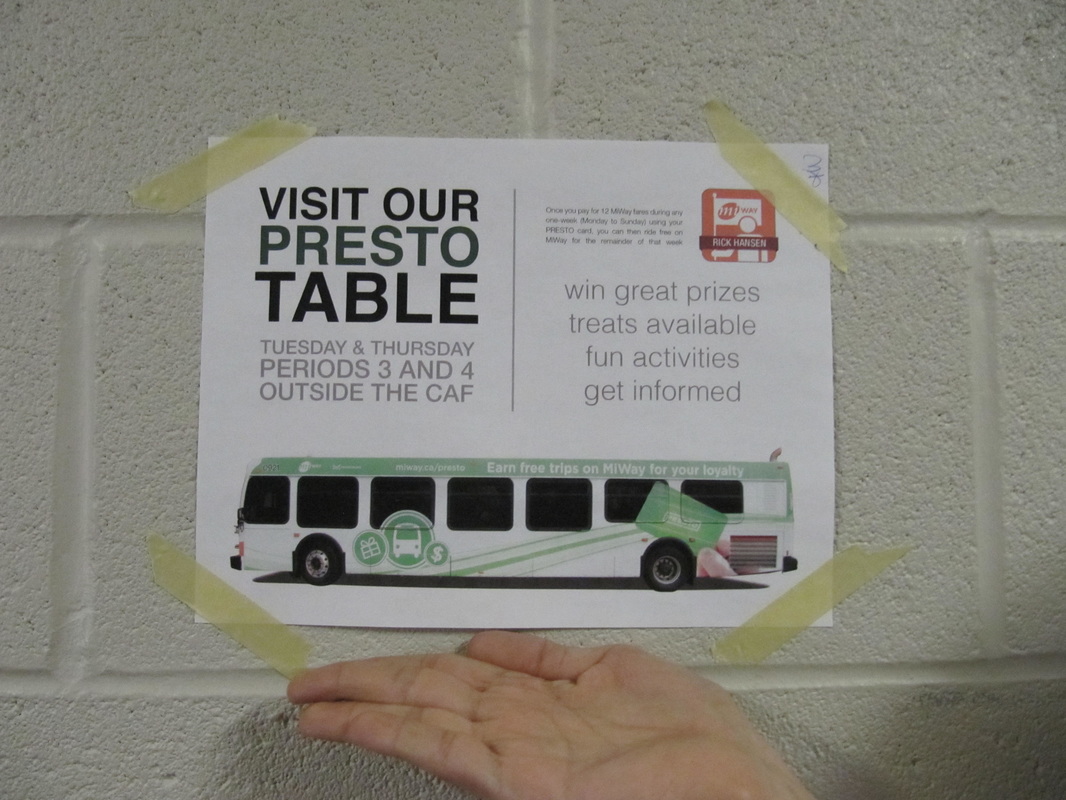 VISIT OUR
PRESTO
TABLE
TUESDAY & THURSDAY
PERIODS 3 AND 4
OUTSIDE THE CAF
Once you pay for 12 MiWay fares during any
one-week (Monday to Sunday) using your
PRESTO card, you can then ride free on
MiWay for the remainder of that week
mi WAY
RICK HANSEN
win great prizes
treats available
fun activities
get informed
miway.ca/presto
Earn free trips on MiWay for your loyalty
$